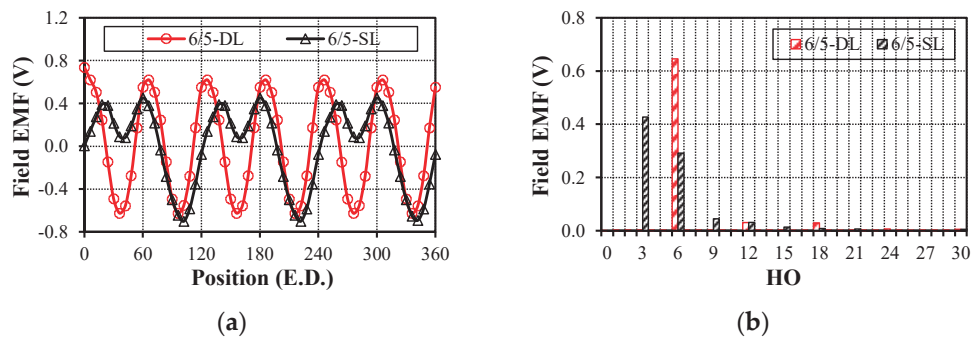 1.2
0.8
0.4
0.0
-0.4
-0.8
Field EMF (V)
6/5-DL 6/5-SL
0 60 120 180 240 300 360
Position (E.D.)
(a)
0.8
0.6
0.4
0.2
0.0
Field EMF (V)
6/5-DL 6/5-SL
0 3 6 9 12 15 18 21 24 27 30
HO
(b)